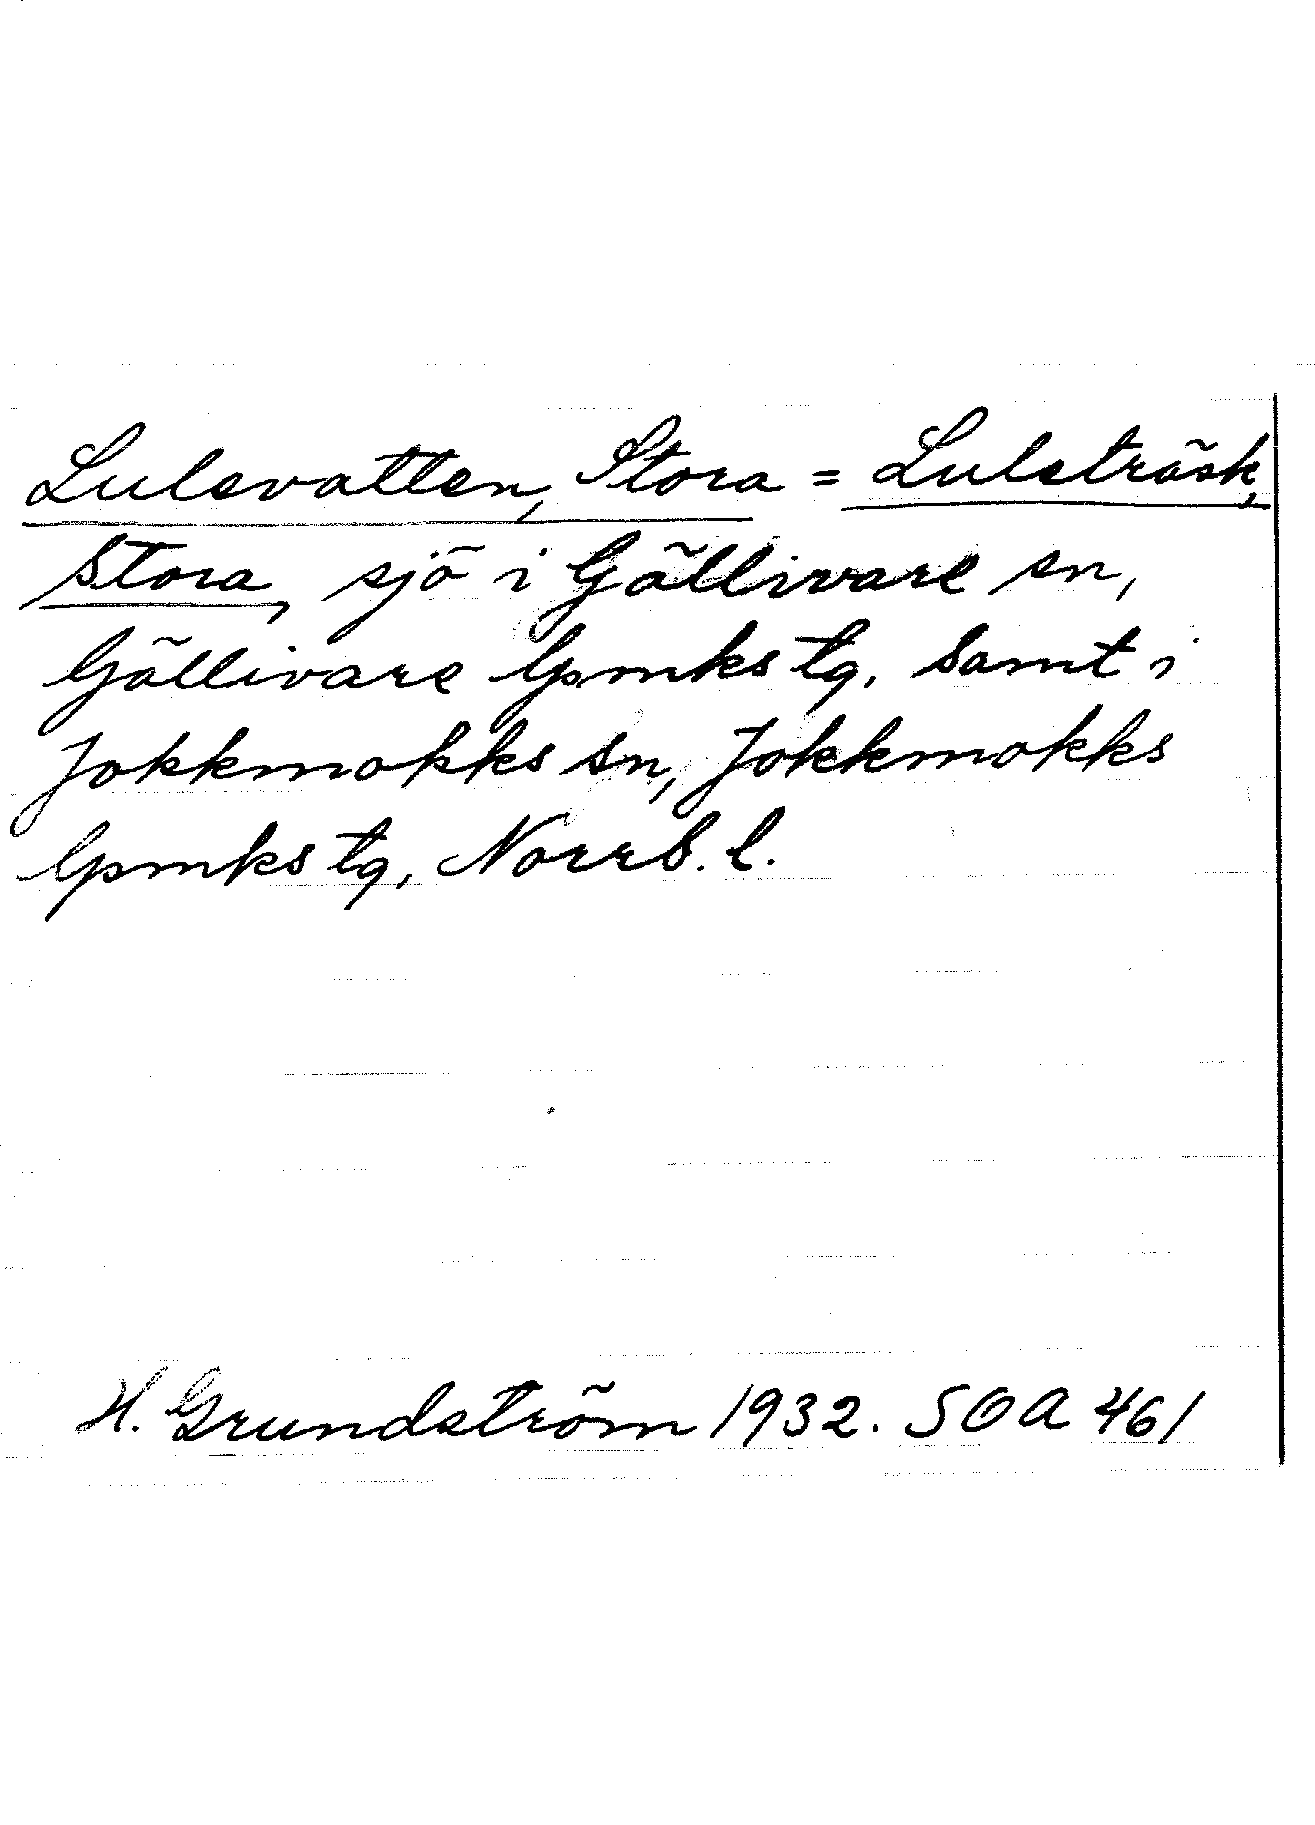 Lulevatten, Stora = Luleträsk,
Stora, sjö i Gällivare sn,
Gällivare lpmks tg, samt i
Jokkmokks sn, Jokkmokks
lpmks tg, Norrb. l.
H. Grundström 1932. SOA 461